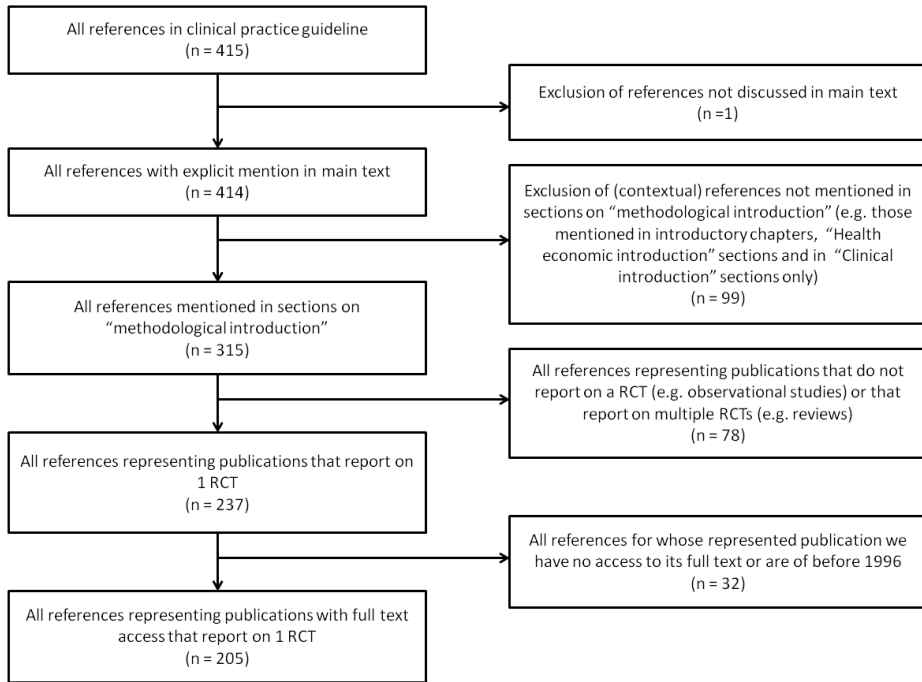 All references in clinical practice guideline
(n = 415)
Exclusion of references not discussed in main text
(n =1)
All references with explicit mention in main text
(n = 414)
Exclusion of (contextual) references not mentioned in
sections on “methodological introduction” (e.g. those
mentioned in introductory chapters, “Health
economic introduction” sections and in “Clinical
introduction” sections only)
(n = 99)
All references mentioned in sections on
“methodological introduction”
(n = 315)
All references representing publications that do not
report on a RCT (e.g. observational studies) or that
report on multiple RCTs (e.g. reviews)
(n = 78)
All references representing publications that report on
1 RCT
(n = 237)
All references for whose represented publication we
have no access to its full text or are of before 1996
(n = 32)
All references representing publications with full text
access that report on 1 RCT
(n = 205)